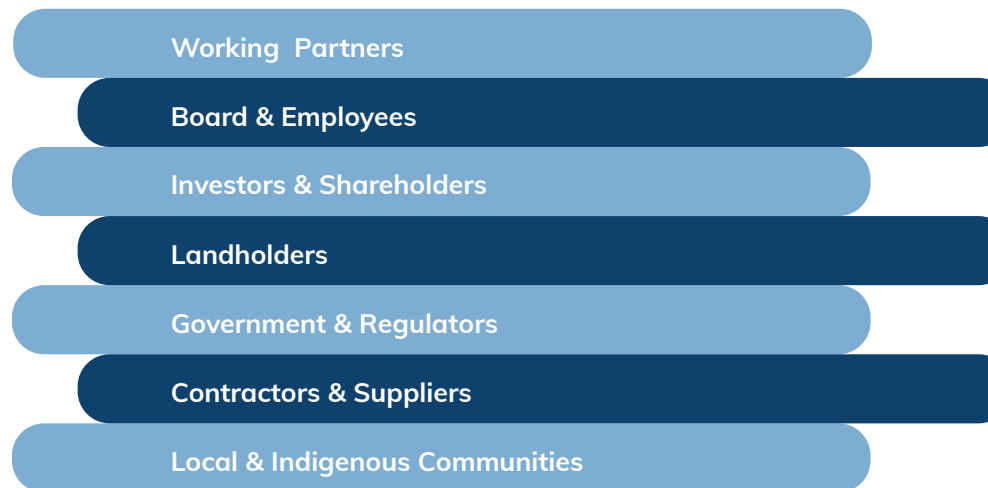 Working Partners
Board & Employees
Investors & Shareholders
Landholders
Government & Regulators
Contractors & Suppliers
Local & Indigenous Communities